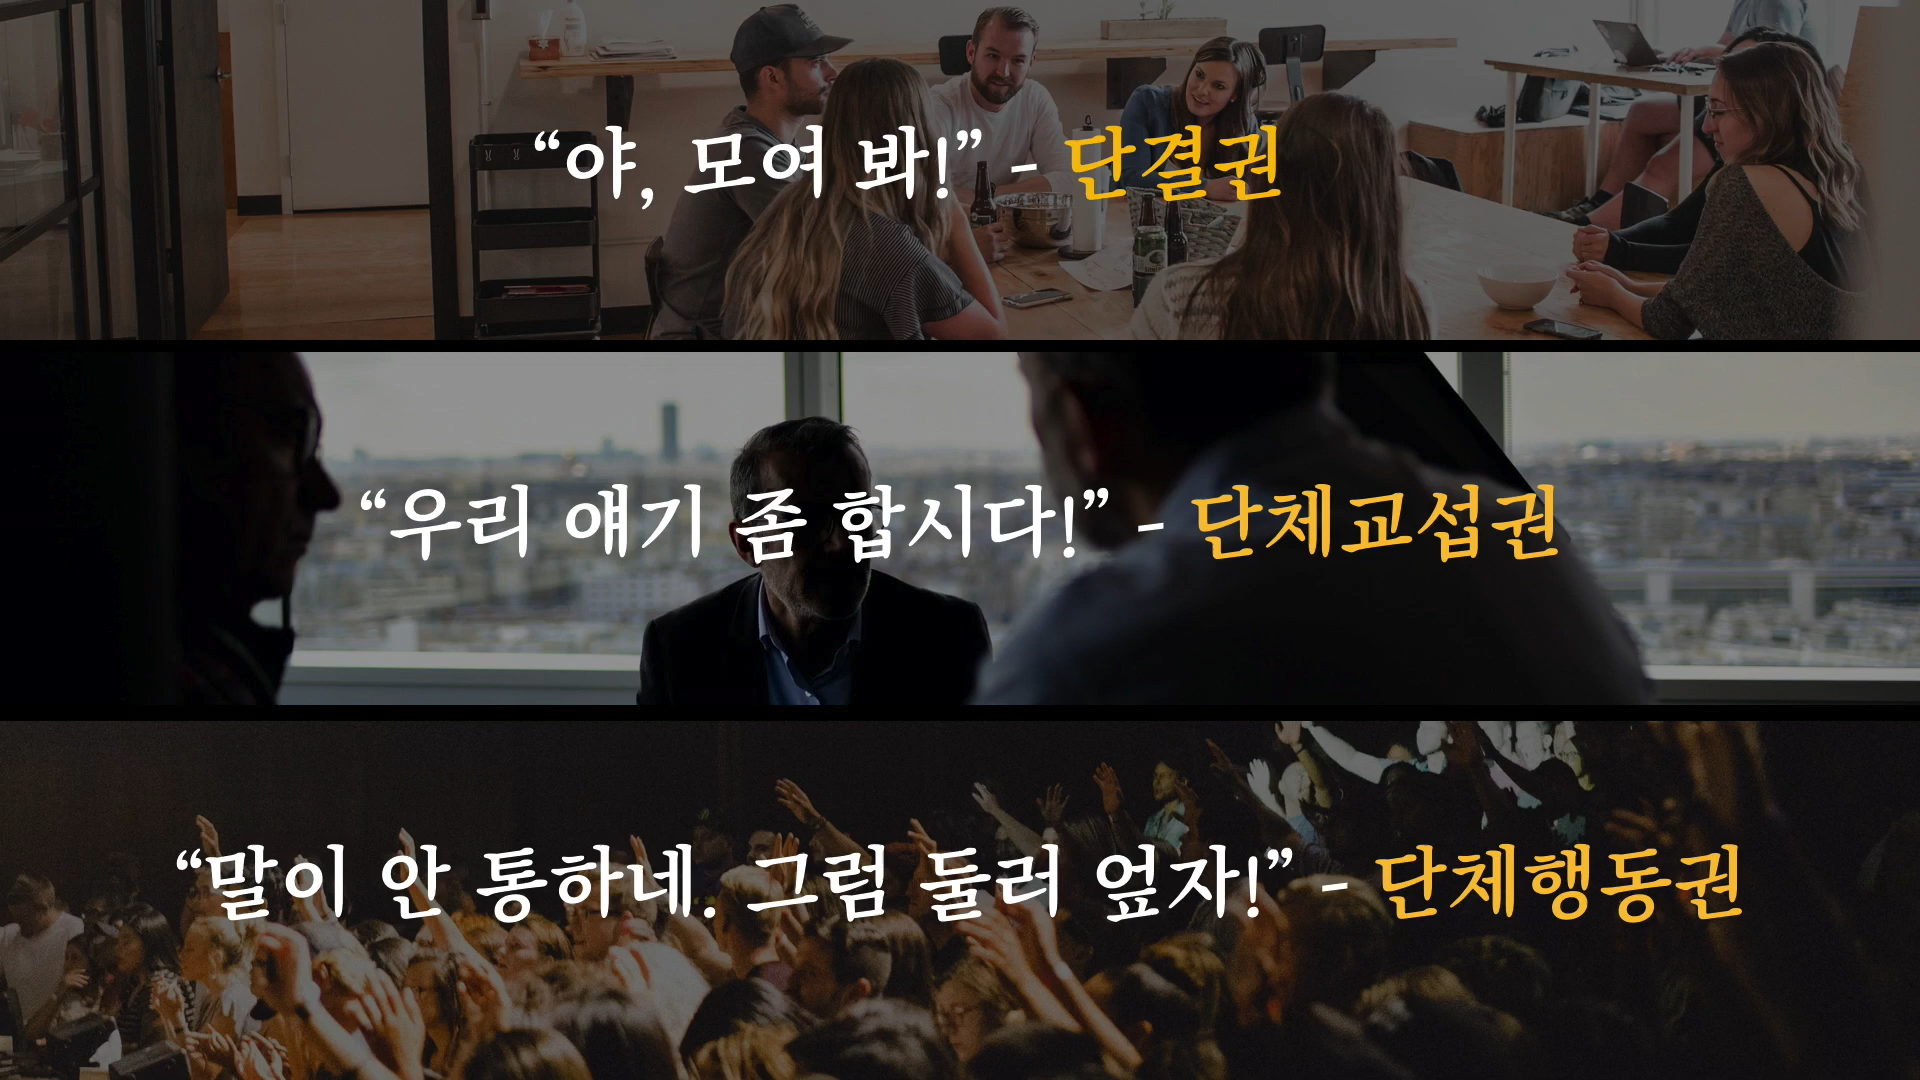 “야, 모여 봐!” - 단결권
“우리 얘기 좀 합시다!” - 단체교섭권
“말이 안 통하네. 그럼 둘러 엎자!” - 단체행동권